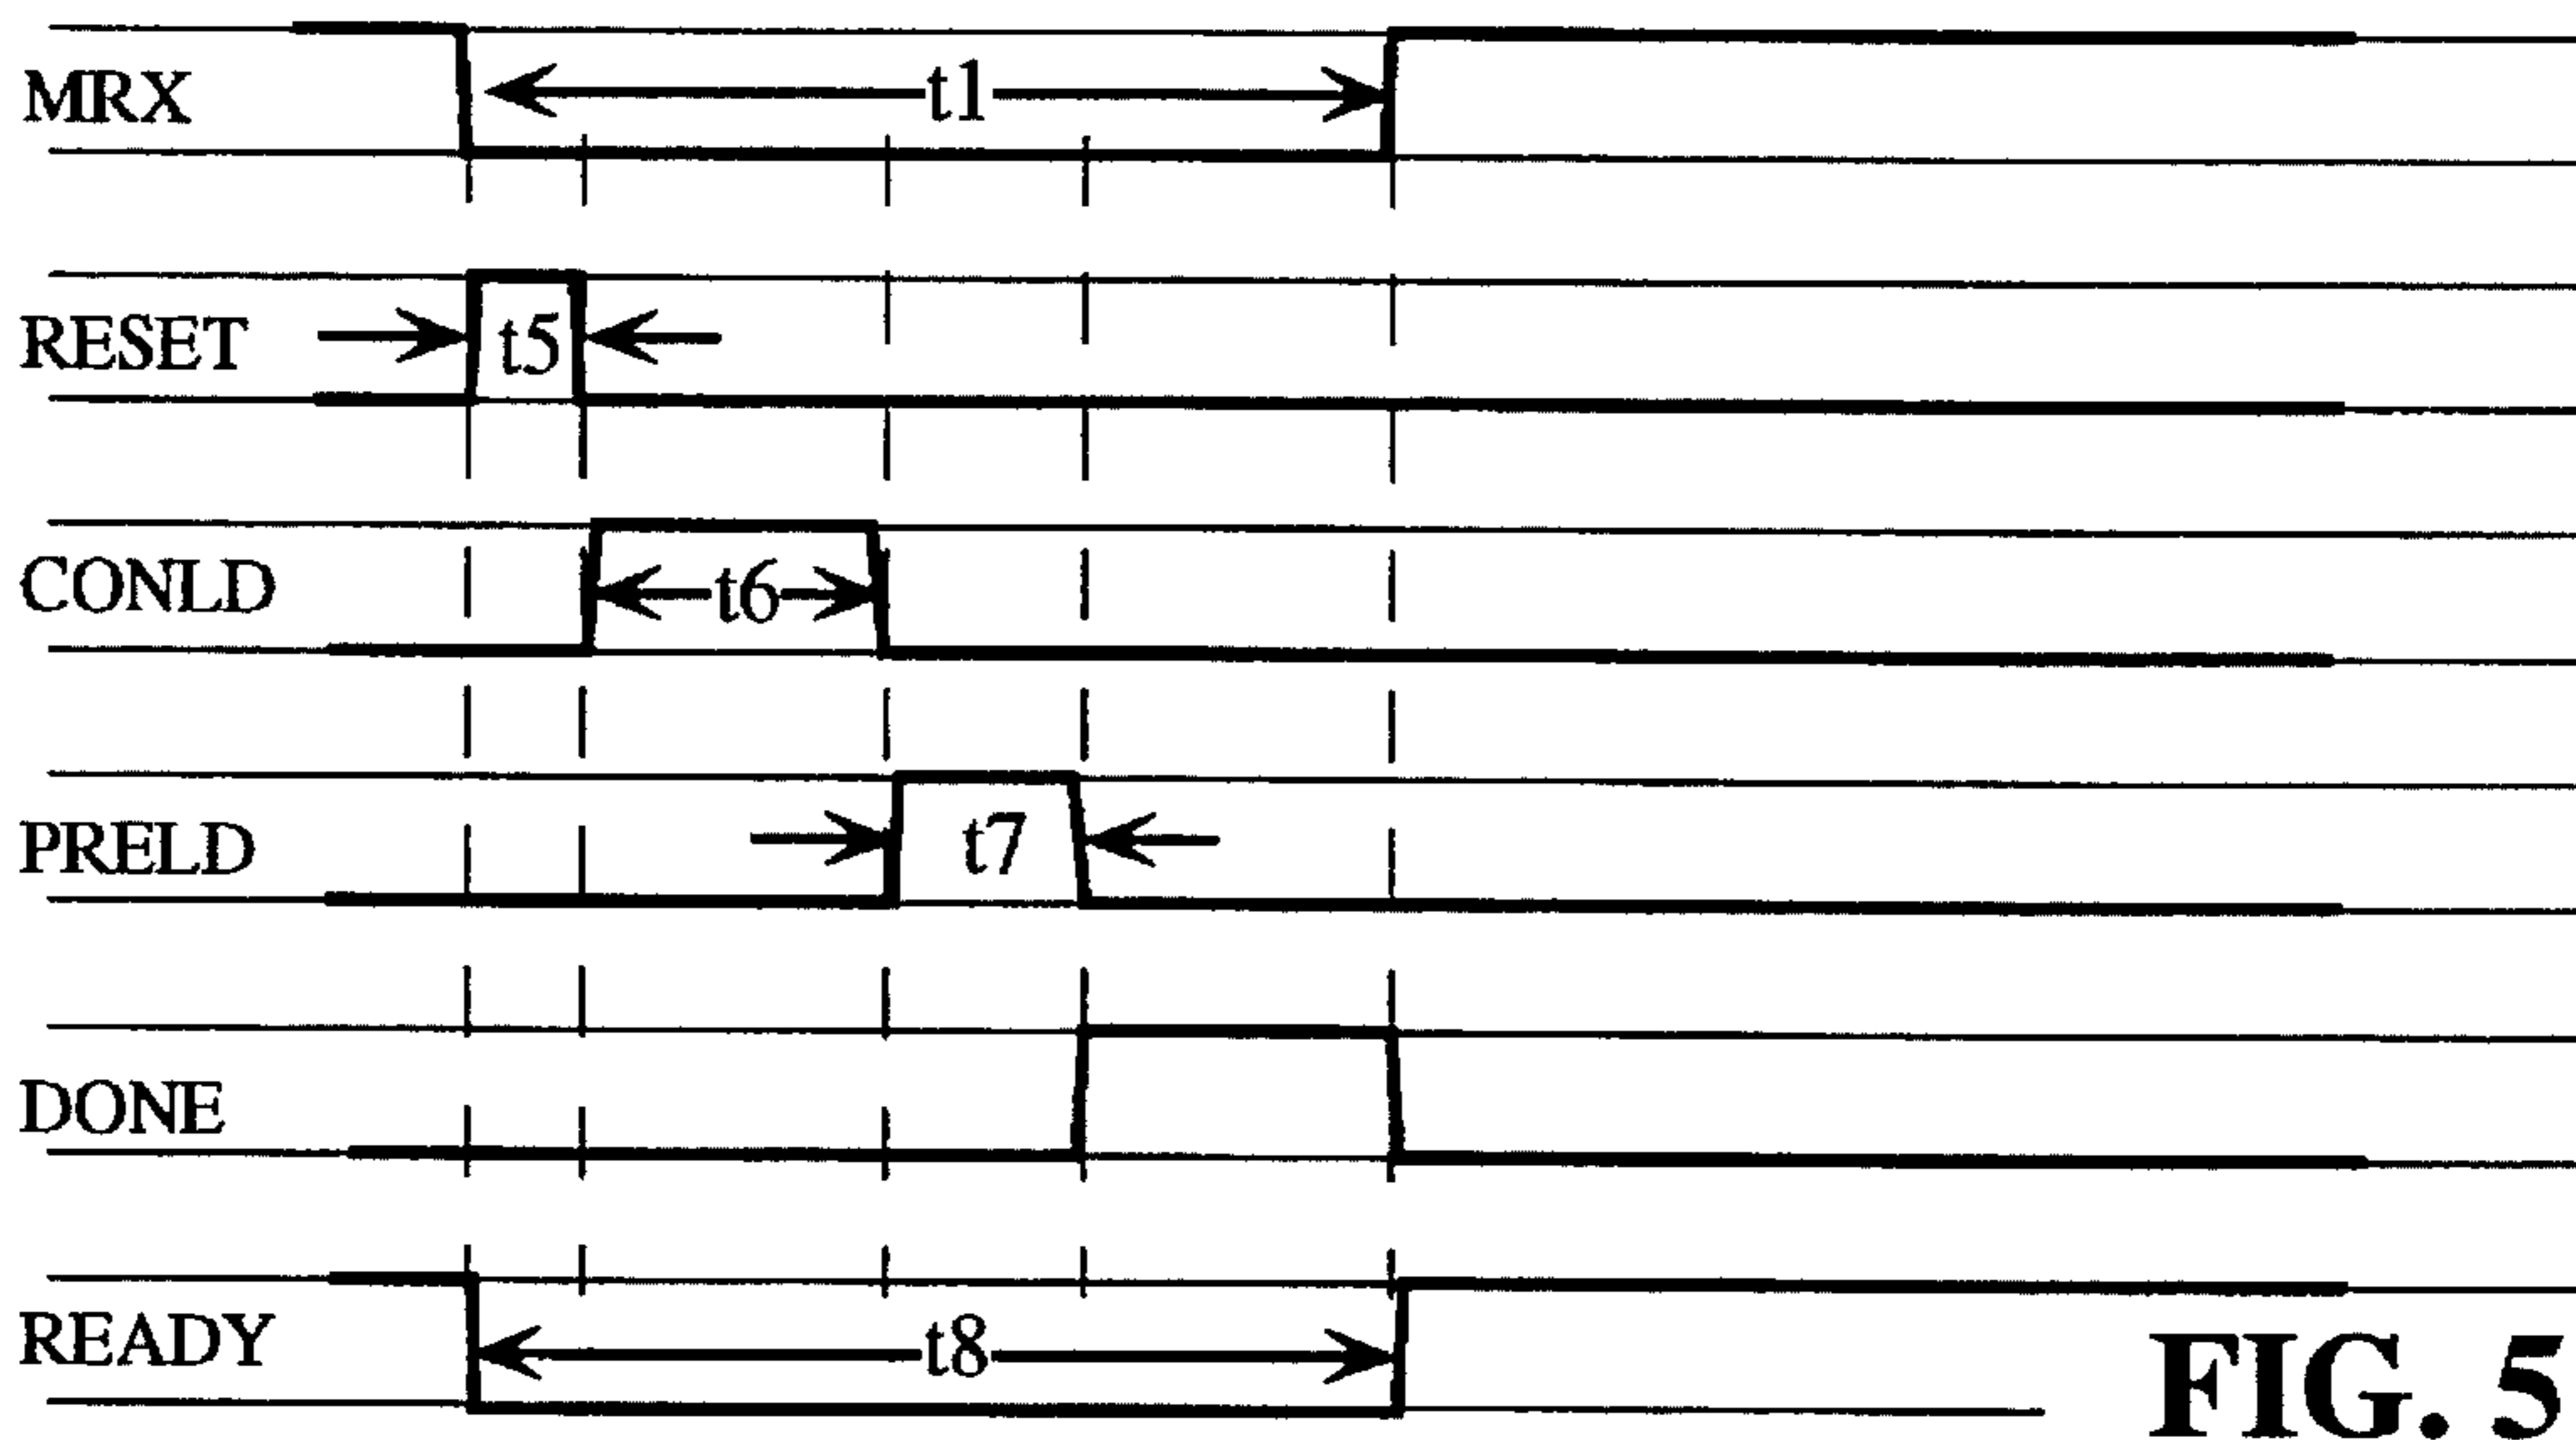 MRX
t1
RESET
t5
CONLD
t6
PRELD
t7
DONE
READY
t8
FIG. 5